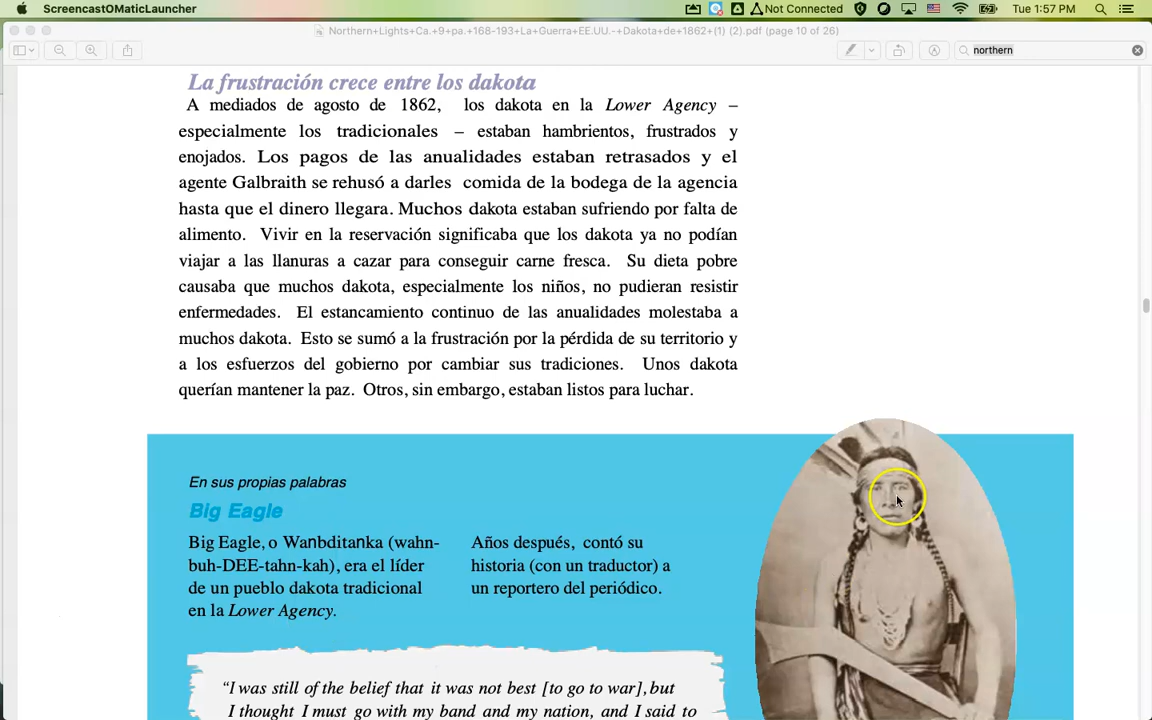 ScreencastOMaticLauncher
Not Connected
Tue 1:57 PM
Northern+Lights+Ca.+9+pa.+168-193+La+Guerra+EE.UU.-+Dakota+de+1862+(1) (2).pdf (page 10 of 26)
northern
La frustración crece entre los dakota
A mediados de agosto de 1862, los dakota en la Lower Agency –
especialmente los tradicionales – estaban hambrientos, frustrados y
enojados. Los pagos de las anualidades estaban retrasados y el
agente Galbraith se rehusó a darles comida de la bodega de la agencia
hasta que el dinero llegara. Muchos dakota estaban sufriendo por falta de
alimento. Vivir en la reservación significaba que los dakota ya no podían
viajar a las llanuras a cazar para conseguir carne fresca. Su dieta pobre
causaba que muchos dakota, especialmente los niños, no pudieran resistir
enfermedades. El estancamiento continuo de las anualidades molestaba a
muchos dakota. Esto se sumó a la frustración por la pérdida de su territorio y
a los esfuerzos del gobierno por cambiar sus tradiciones. Unos dakota
querían mantener la paz. Otros, sin embargo, estaban listos para luchar.
En sus propias palabras
Big Eagle
Big Eagle, o Waŋbditaŋka (wahn-
buh-DEE-tahn-kah), era el líder
de un pueblo dakota tradicional
en la Lower Agency.
Años después, contó su
historia (con un traductor) a
un reportero del periódico.
“I was still of the belief that it was not best [to go to war], but
I thought I must go with my band and my nation, and I said to